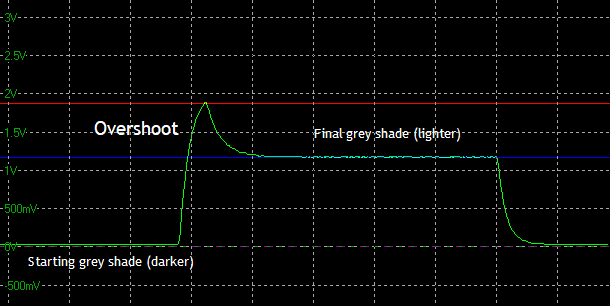 3V
2.5V
2V
Overshoot
1.5V
Final grey shade (lighter)
1V
500mV
0V
Starting grey shade (darker)
-500mV